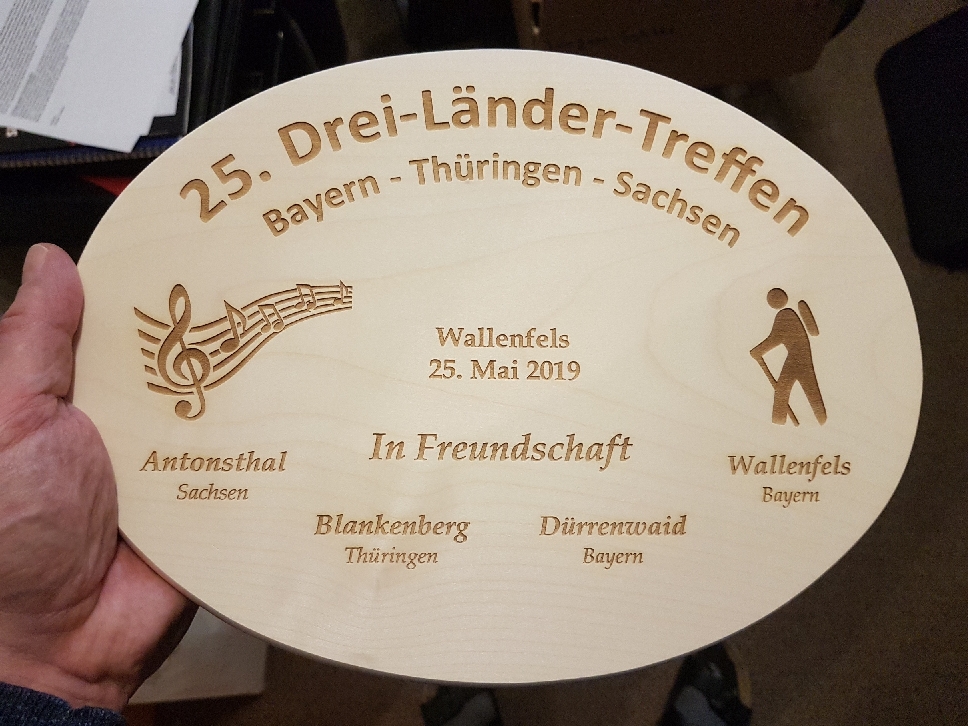 25. Drei-Länder-Treffen
Bayern - Thüringen - Sachsen
Wallenfels
25. Mai 2019
In Freundschaft
Antonsthal
Sachsen
Wallenfels
Bayern
Blankenberg
Thüringen
Dürrenwaid
Bayern